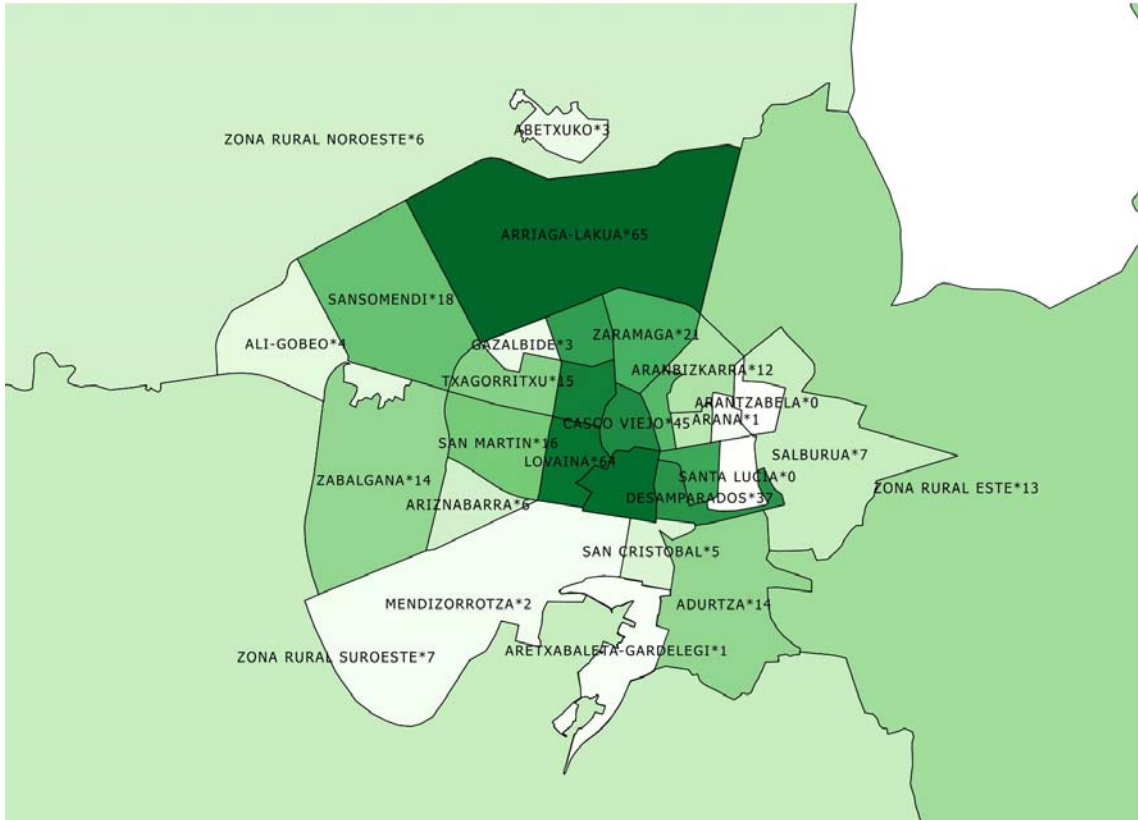 ABETXUKO*3
ZONA RURAL NOROESTE*6
ARRIAGA-LAKUA*65
SANSOMENDI*18
ZARAMAGA*21
ALI-GOBEO*4
GAZALBIDE*3
ARANBIZKARRA*12
TXAGORRITXU*15
ARANTZABELA*0
ARANA*1
CASCO VIEJO*45
SAN MARTIN*16
SALBURUA*7
LOVAINA*64
SANTA LUCIA*0
ZABALGANA*14
ZONA RURAL ESTE*13
DESAMPARADOS*37
ARIZNABARRA*6
SAN CRISTOBAL*5
MENDIZORROTZA*2
ADURTZA*14
ARETXABALETA-GARDELEGI*1
ZONA RURAL SUROESTE*7